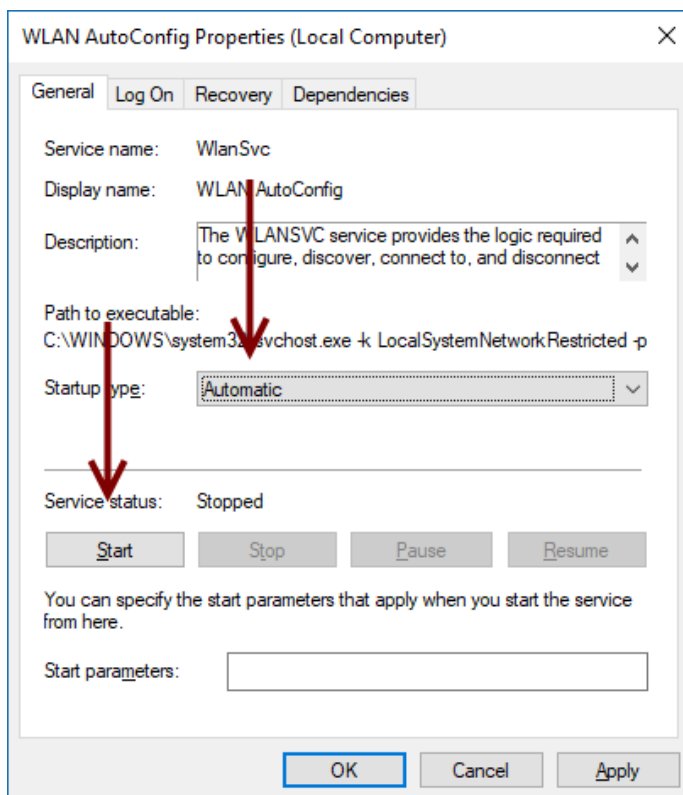 WLAN AutoConfig Properties (Local Computer)
General Log On Recovery Dependencies
Service name: WlanSvc
Display name: WLAN AutoConfig
Description: The WLANSVC service provides the logic required
to configure, discover, connect to, and disconnect
Path to executable:
C:\WINDOWS\system32\svchost.exe -k LocalSystemNetworkRestricted -p
Startup type: Automatic
Service status: Stopped
Start Stop Pause Resume
You can specify the start parameters that apply when you start the service
from here.
Start parameters:
OK Cancel Apply